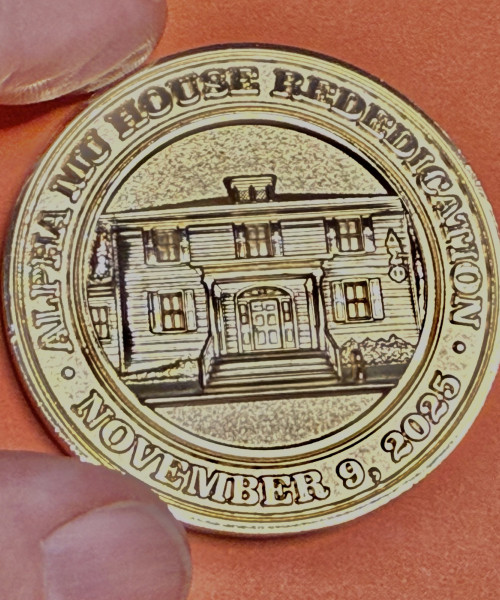 ALPHA MU HOUSE REDEDICATION
• NOVEMBER 9, 2025 •